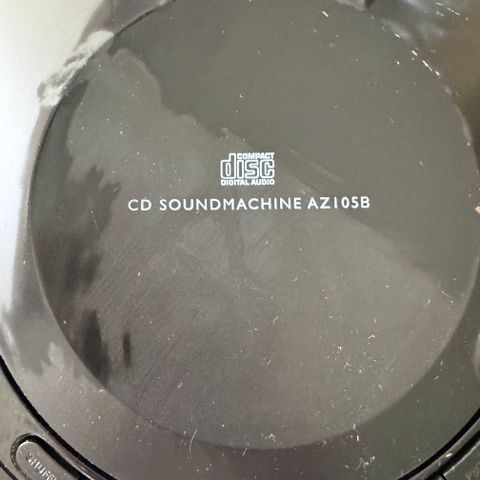 COMPACT
disc
DIGITAL AUDIO
CD SOUNDMACHINE AZ105B